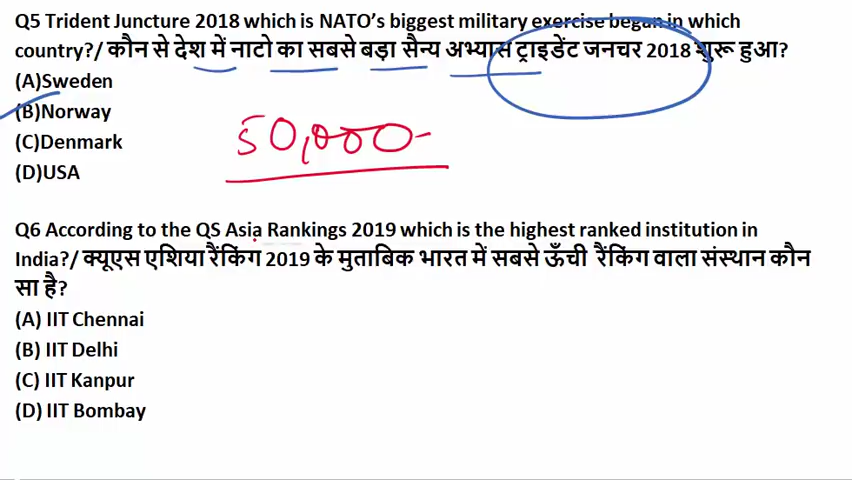 Q5 Trident Juncture 2018 which is NATO's biggest military exercise began in which
country?/ कौन से देश में नाटो का सबसे बड़ा सैन्य अभ्यास ट्राइडेंट जनचर 2018 शुरू हुआ?
(A)Sweden
(B)Norway
(C)Denmark
(D)USA
50,000
Q6 According to the QS Asia Rankings 2019 which is the highest ranked institution in
India?/ क्यूएस एशिया रैंकिंग 2019 के मुताबिक भारत में सबसे ऊँची रैंकिंग वाला संस्थान कौन
सा है?
(A) IIT Chennai
(B) IIT Delhi
(C) IIT Kanpur
(D) IIT Bombay